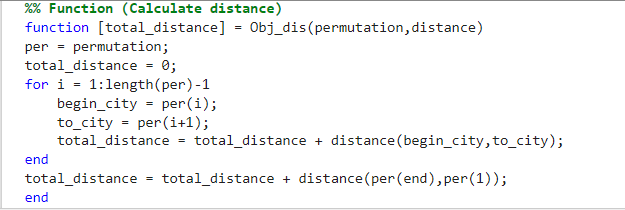 %% Function (Calculate distance)
function [total_distance] = Obj_dis(permutation,distance)
per = permutation;
total_distance = 0;
for i = 1:length(per)-1
    begin_city = per(i);
    to_city = per(i+1);
    total_distance = total_distance + distance(begin_city,to_city);
end
total_distance = total_distance + distance(per(end),per(1));
end